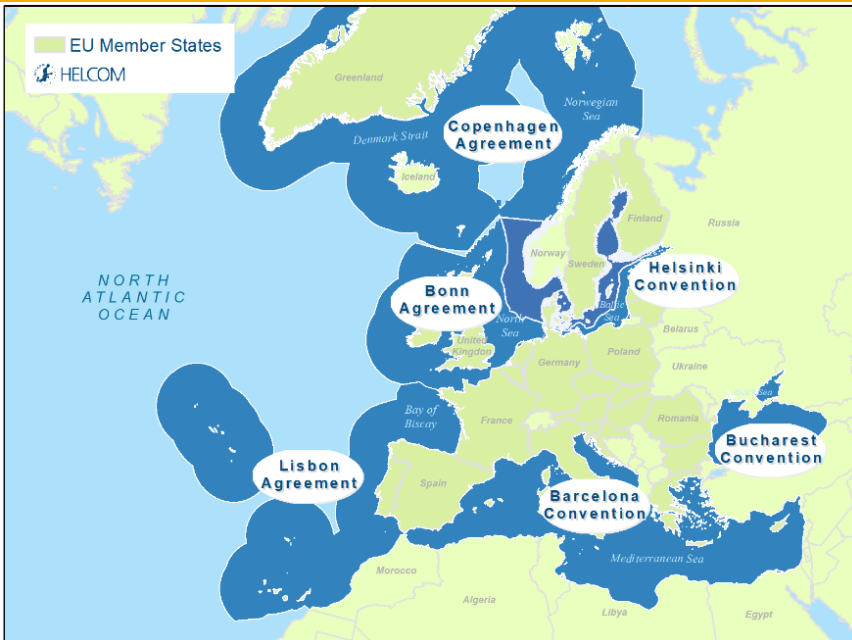 EU Member States
HELCOM
Greenland
Norwegian
Sea
Copenhagen
Agreement
Denmark Strait
Iceland
Finland
Russia
Norway
Sweden
Helsinki
Convention
NORTH
ATLANTIC
OCEAN
Bonn
Agreement
North
Sea
Baltic
Sea
United
Kingdom
Belarus
Germany
Poland
Ukraine
Bay of
Biscay
France
Romania
Bucharest
Convention
Lisbon
Agreement
Spain
Barcelona
Convention
Mediterranean Sea
Morocco
Algeria
Libya
Egypt